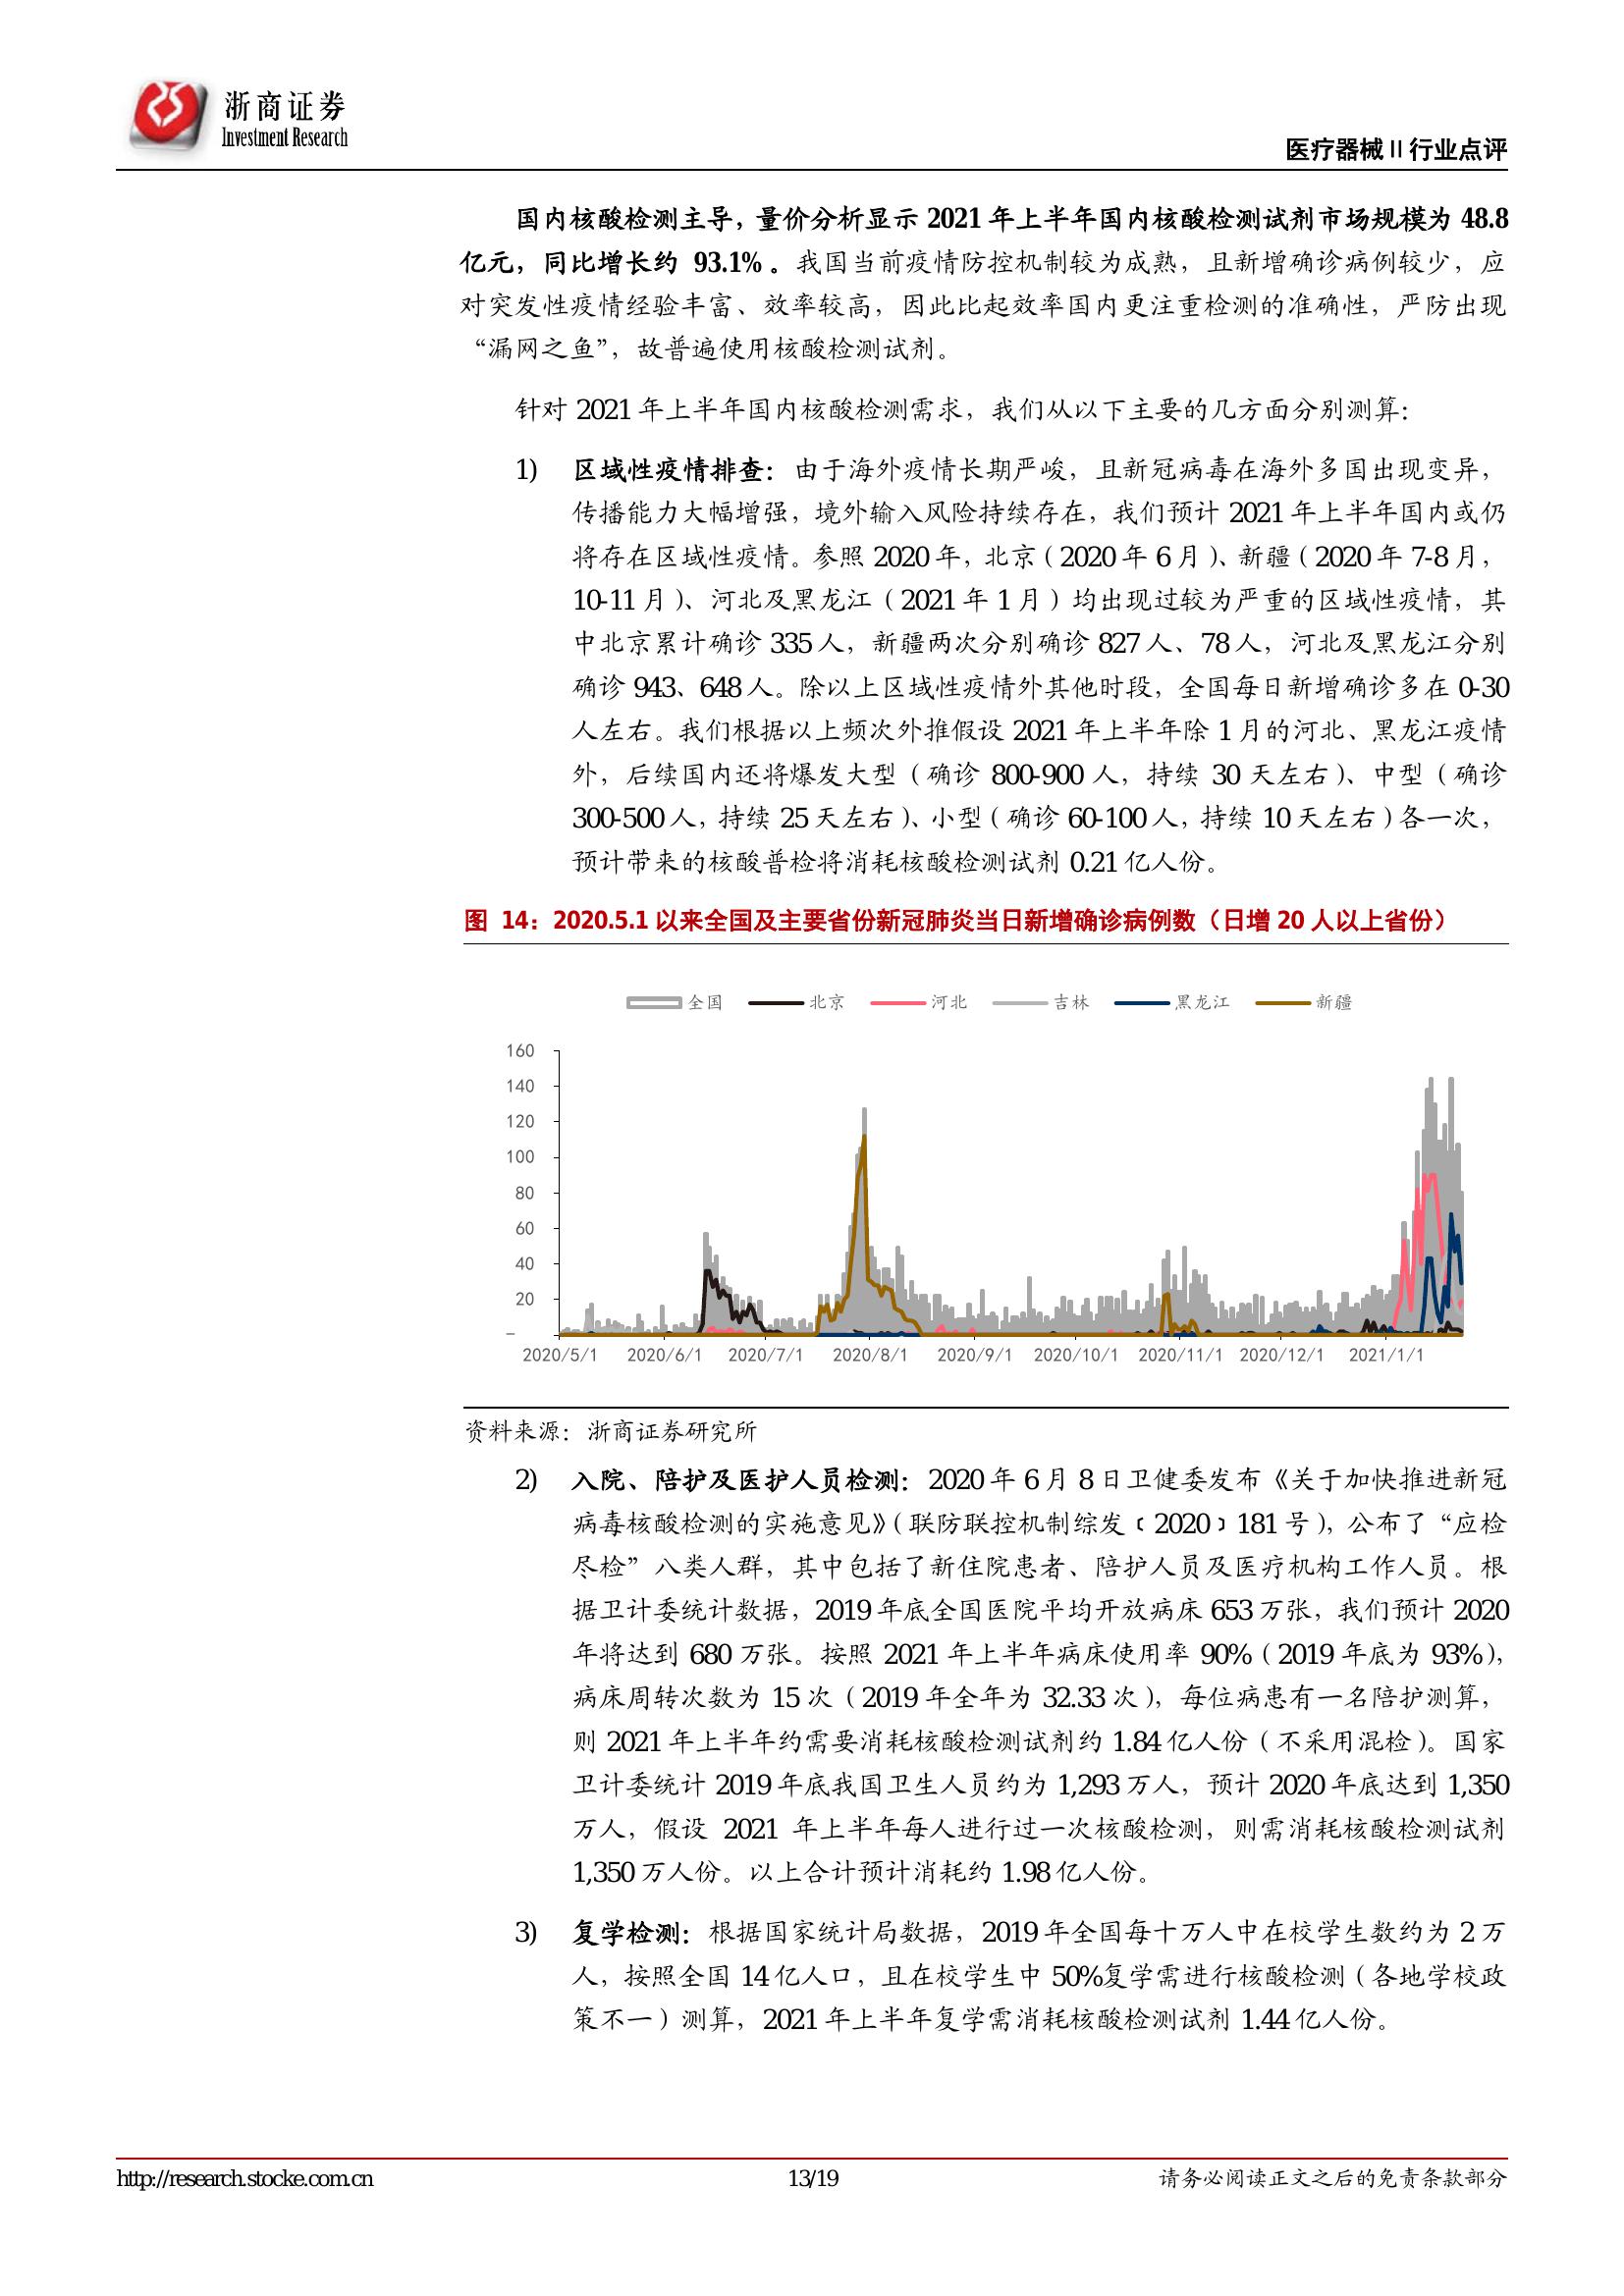 浙商证券
Investment Research
医疗器械Ⅱ行业点评
国内核酸检测主导，量价分析显示 2021 年上半年国内核酸检测试剂市场规模为 48.8
亿元，同比增长约 93.1%。我国当前疫情防控机制较为成熟，且新增确诊病例较少，应
对突发性疫情经验丰富、效率较高，因此比起效率国内更注重检测的准确性，严防出现
“漏网之鱼”，故普遍使用核酸检测试剂。
针对 2021 年上半年国内核酸检测需求，我们从以下主要的几方面分别测算：
1) 区域性疫情排查：由于海外疫情长期严峻，且新冠病毒在海外多国出现变异，
传播能力大幅增强，境外输入风险持续存在，我们预计 2021 年上半年国内或仍
将存在区域性疫情。参照 2020 年，北京（2020 年 6 月）、新疆（2020 年 7-8 月，
10-11 月）、河北及黑龙江（2021 年 1 月）均出现过较为严重的区域性疫情，其
中北京累计确诊 335 人，新疆两次分别确诊 827 人、78 人，河北及黑龙江分别
确诊 943、648 人。除以上区域性疫情外其他时段，全国每日新增确诊多在 0-30
人左右。我们根据以上频次外推假设 2021 年上半年除 1 月的河北、黑龙江疫情
外，后续国内还将爆发大型（确诊 800-900 人，持续 30 天左右）、中型（确诊
300-500 人，持续 25 天左右）、小型（确诊 60-100 人，持续 10 天左右）各一次，
预计带来的核酸普检将消耗核酸检测试剂 0.21 亿人份。
图 14：2020.5.1 以来全国及主要省份新冠肺炎当日新增确诊病例数（日增 20 人以上省份）
全国 北京 河北 吉林 黑龙江 新疆
160
140
120
100
80
60
40
20
–
2020/5/1 2020/6/1 2020/7/1 2020/8/1 2020/9/1 2020/10/1 2020/11/1 2020/12/1 2021/1/1
资料来源：浙商证券研究所
2) 入院、陪护及医护人员检测：2020 年 6 月 8 日卫健委发布《关于加快推进新冠
病毒核酸检测的实施意见》（联防联控机制综发﹝2020﹞181 号），公布了“应检
尽检”八类人群，其中包括了新住院患者、陪护人员及医疗机构工作人员。根
据卫计委统计数据，2019 年底全国医院平均开放病床 653 万张，我们预计 2020
年将达到 680 万张。按照 2021 年上半年病床使用率 90%（2019 年底为 93%），
病床周转次数为 15 次（2019 年全年为 32.33 次），每位病患有一名陪护测算，
则 2021 年上半年约需要消耗核酸检测试剂约 1.84 亿人份（不采用混检）。国家
卫计委统计 2019 年底我国卫生人员约为 1,293 万人，预计 2020 年底达到 1,350
万人，假设 2021 年上半年每人进行过一次核酸检测，则需消耗核酸检测试剂
1,350 万人份。以上合计预计消耗约 1.98 亿人份。
3) 复学检测：根据国家统计局数据，2019 年全国每十万人中在校学生数约为 2 万
人，按照全国 14 亿人口，且在校学生中 50%复学需进行核酸检测（各地学校政
策不一）测算，2021 年上半年复学需消耗核酸检测试剂 1.44 亿人份。
http://research.stocke.com.cn 13/19 请务必阅读正文之后的免责条款部分